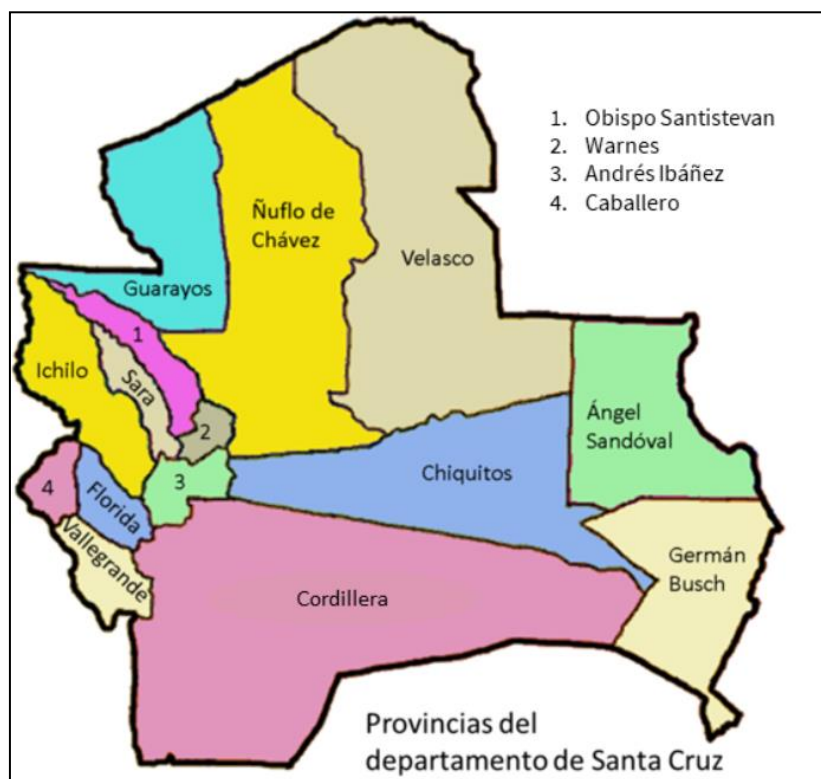 1. Obispo Santistevan
2. Warnes
3. Andrés Ibáñez
4. Caballero
Ñuflo de
Chávez
Velasco
Guarayos
1
Ichilo
Sara
2
Ángel
Sandóval
3
Chiquitos
4
Florida
Vallegrande
Germán
Busch
Cordillera
Provincias del
departamento de Santa Cruz